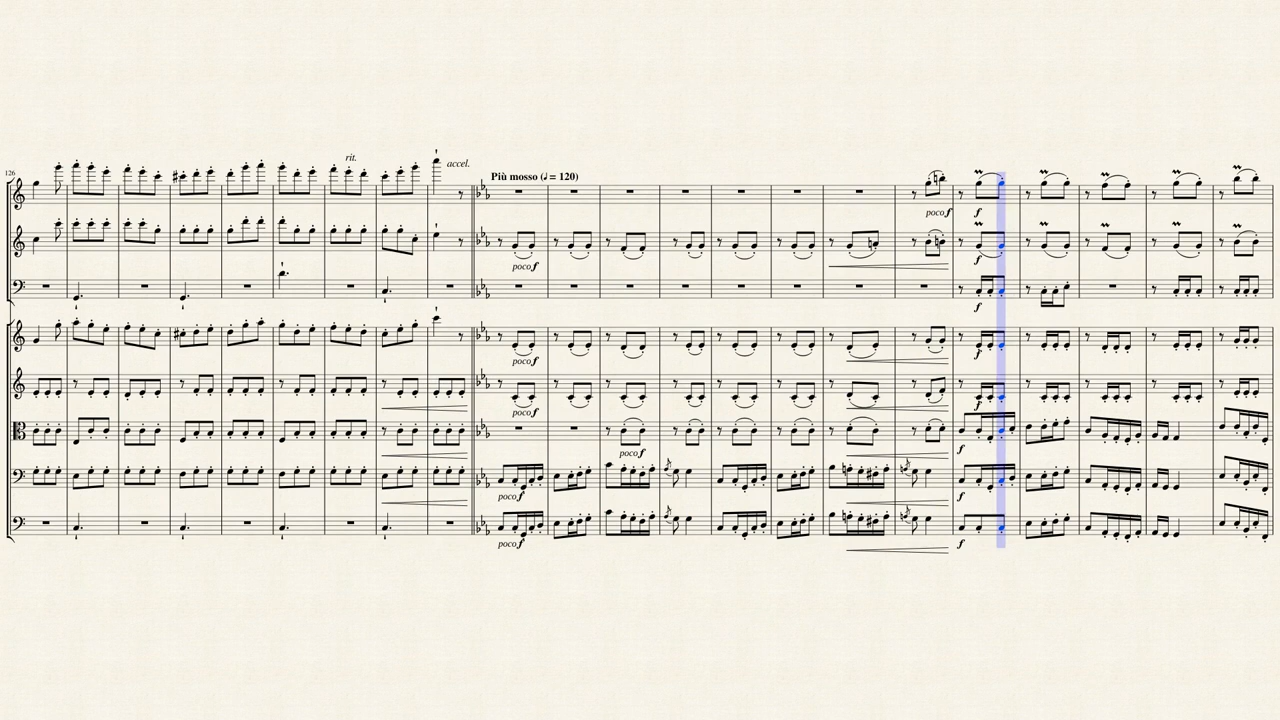 rit.
accel.
126
Più mosso (♩ = 120)
poco f
f
poco f
f
f
poco f
f
poco f
f
poco f
f
poco f
f
poco f
f